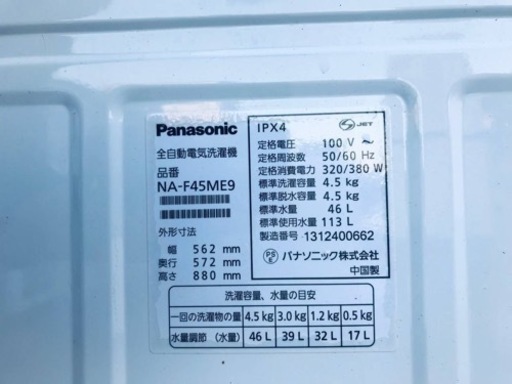 Panasonic
全自動電気洗濯機
品番
NA-F45ME9
外形寸法
幅 562 mm
奥行 572 mm
高さ 880 mm
IPX4
JET
定格電圧 100 V ~
定格周波数 50/60 Hz
定格消費電力 320/380 W
標準洗濯容量 4.5 kg
標準脱水容量 4.5 kg
標準水量 46 L
標準使用水量 113 L
製造番号 1312400662
PSE パナソニック株式会社
中国製
洗濯容量、水量の目安
一回の洗濯物の量 4.5 kg 3.0 kg 1.2 kg 0.5 kg
水量調節（水量） 46 L 39 L 32 L 17 L